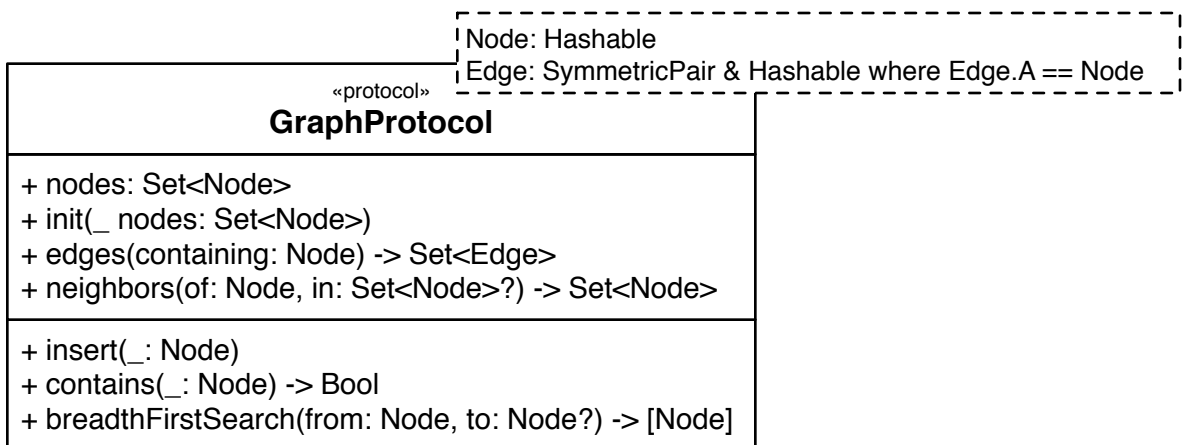 Node: Hashable
Edge: SymmetricPair & Hashable where Edge.A == Node
«protocol»
GraphProtocol
+ nodes: Set<Node>
+ init(_ nodes: Set<Node>)
+ edges(containing: Node) -> Set<Edge>
+ neighbors(of: Node, in: Set<Node>?) -> Set<Node>
+ insert(_: Node)
+ contains(_: Node) -> Bool
+ breadthFirstSearch(from: Node, to: Node?) -> [Node]